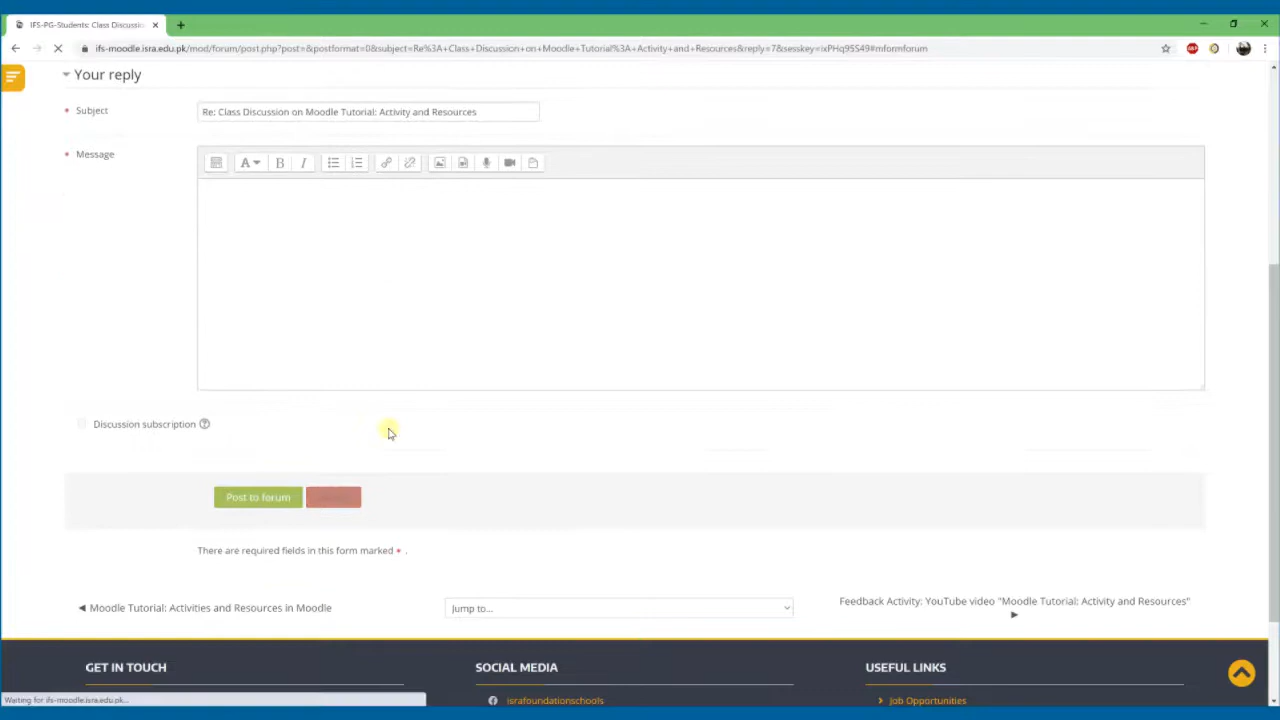 IFS-PG-Students: Class Discussio
ifs-moodle.isra.edu.pk/mod/forum/post.php?post=&postformat=0&subject=Re%3A+Class+Discussion+on+Moodle+Tutorial%3A+Activity+and+Resources&reply=7&sesskey=ixPHq95S49#mformforum
Your reply
Subject
Re: Class Discussion on Moodle Tutorial: Activity and Resources
Message
Discussion subscription
Post to forum
There are required fields in this form marked * .
◄ Moodle Tutorial: Activities and Resources in Moodle
Jump to...
Feedback Activity: YouTube video "Moodle Tutorial: Activity and Resources" ►
GET IN TOUCH
SOCIAL MEDIA
USEFUL LINKS
Waiting for ifs-moodle.isra.edu.pk...
israfoundationschools
Job Opportunities